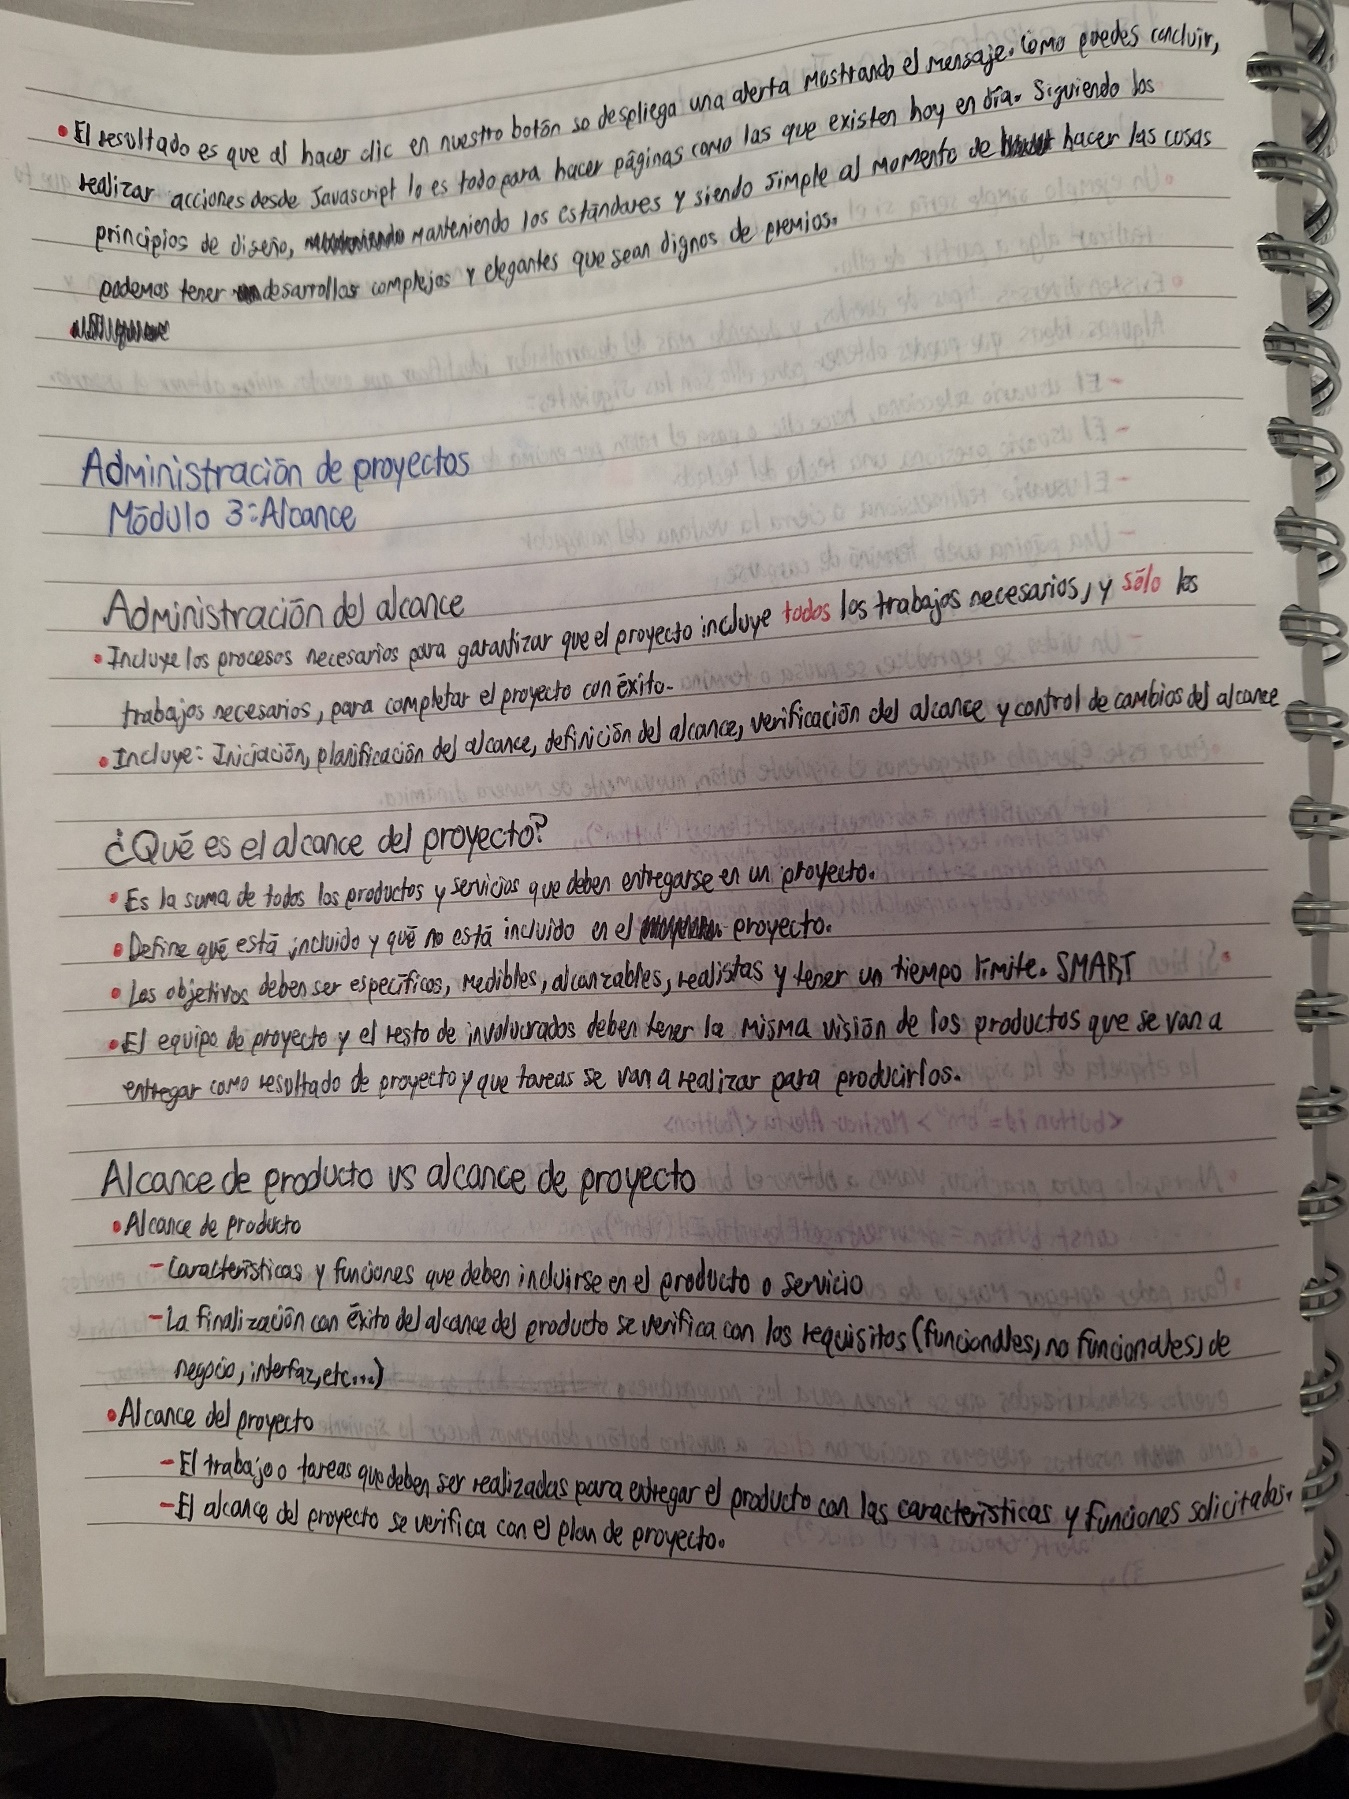 • El resultado es que al hacer clic en nuestro botón se despliega una alerta mostrando el mensaje. Como puedes concluir,
realizar acciones desde Javascript lo es todo para hacer páginas como las que existen hoy en día. Siguiendo los
principios de diseño, manteniendo los estándares y siendo simple al momento de hacer las cosas
podemos tener desarrollos complejos y elegantes que sean dignos de premios.
Administración de proyectos
Módulo 3: Alcance
Administración del alcance
• Incluye los procesos necesarios para garantizar que el proyecto incluye todos los trabajos necesarios, y sólo los
trabajos necesarios, para completar el proyecto con éxito.
• Incluye: Iniciación, planificación del alcance, definición del alcance, verificación del alcance y control de cambios del alcance
¿Qué es el alcance del proyecto?
• Es la suma de todos los productos y servicios que deben entregarse en un proyecto.
• Define qué está incluido y qué no está incluido en el proyecto.
• Los objetivos deben ser específicos, medibles, alcanzables, realistas y tener un tiempo límite. SMART
• El equipo de proyecto y el resto de involucrados deben tener la misma visión de los productos que se van a
entregar como resultado de proyecto y que tareas se van a realizar para producirlos.
Alcance de producto vs alcance de proyecto
• Alcance de producto
- Características y funciones que deben incluirse en el producto o servicio
- La finalización con éxito del alcance del producto se verifica con los requisitos (funcionales, no funcionales, de
negocio, interfaz, etc...)
• Alcance del proyecto
- El trabajo o tareas que deben ser realizadas para entregar el producto con las características y funciones solicitadas.
- El alcance del proyecto se verifica con el plan de proyecto.